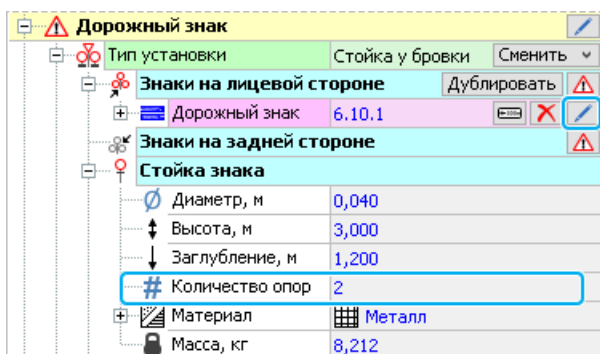 Дорожный знак
Тип установки Стойка у бровки Сменить
Знаки на лицевой стороне Дублировать
Дорожный знак 6.10.1
Знаки на задней стороне
Стойка знака
Диаметр, м 0,040
Высота, м 3,000
Заглубление, м 1,200
Количество опор 2
Материал Металл
Масса, кг 8,212